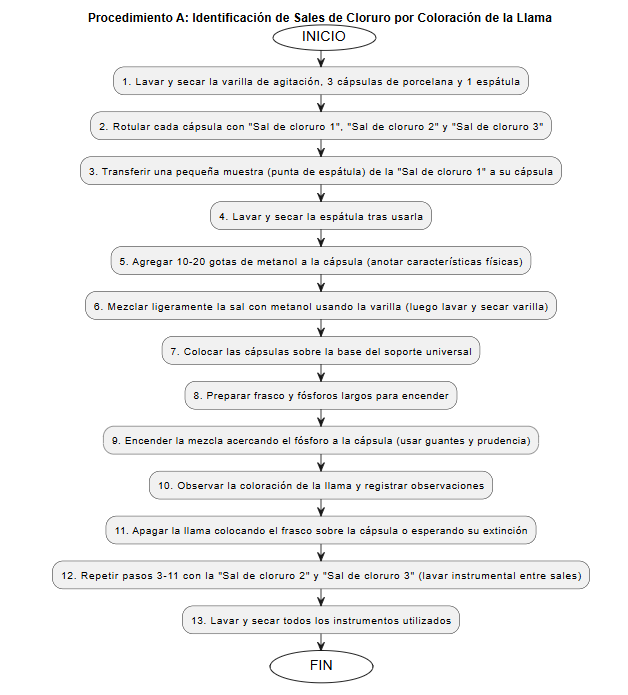 Procedimiento A: Identificación de Sales de Cloruro por Coloración de la Llama
INICIO
1. Lavar y secar la varilla de agitación, 3 cápsulas de porcelana y 1 espátula
2. Rotular cada cápsula con "Sal de cloruro 1", "Sal de cloruro 2" y "Sal de cloruro 3"
3. Transferir una pequeña muestra (punta de espátula) de la "Sal de cloruro 1" a su cápsula
4. Lavar y secar la espátula tras usarla
5. Agregar 10-20 gotas de metanol a la cápsula (anotar características físicas)
6. Mezclar ligeramente la sal con metanol usando la varilla (luego lavar y secar varilla)
7. Colocar las cápsulas sobre la base del soporte universal
8. Preparar frasco y fósforos largos para encender
9. Encender la mezcla acercando el fósforo a la cápsula (usar guantes y prudencia)
10. Observar la coloración de la llama y registrar observaciones
11. Apagar la llama colocando el frasco sobre la cápsula o esperando su extinción
12. Repetir pasos 3-11 con la "Sal de cloruro 2" y "Sal de cloruro 3" (lavar instrumental entre sales)
13. Lavar y secar todos los instrumentos utilizados
FIN